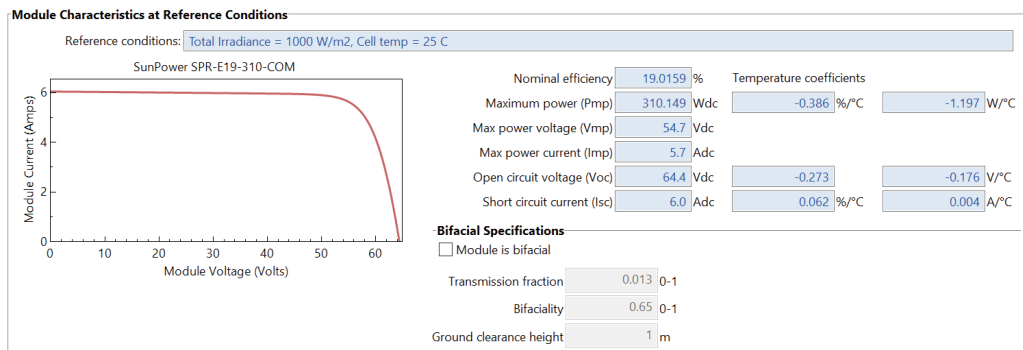 Module Characteristics at Reference Conditions
Reference conditions: Total Irradiance = 1000 W/m2, Cell temp = 25 C
SunPower SPR-E19-310-COM
Module Current (Amps)
6
4
2
0
0 10 20 30 40 50 60
Module Voltage (Volts)
Nominal efficiency 19.0159 % Temperature coefficients
Maximum power (Pmp) 310.149 Wdc -0.386 %/°C -1.197 W/°C
Max power voltage (Vmp) 54.7 Vdc
Max power current (Imp) 5.7 Adc
Open circuit voltage (Voc) 64.4 Vdc -0.273 -0.176 V/°C
Short circuit current (Isc) 6.0 Adc 0.062 %/°C 0.004 A/°C
Bifacial Specifications
Module is bifacial
Transmission fraction 0.013 0-1
Bifaciality 0.65 0-1
Ground clearance height 1 m